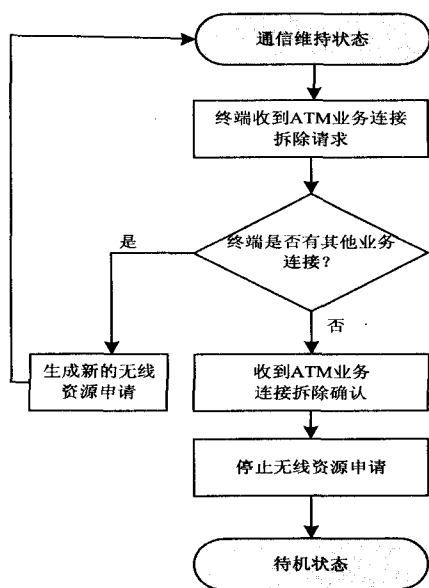 通信维持状态
终端收到ATM业务连接
拆除请求
终端是否有其他业务
连接？
是
否
生成新的无线
资源申请
收到ATM业务
连接拆除确认
停止无线资源申请
待机状态